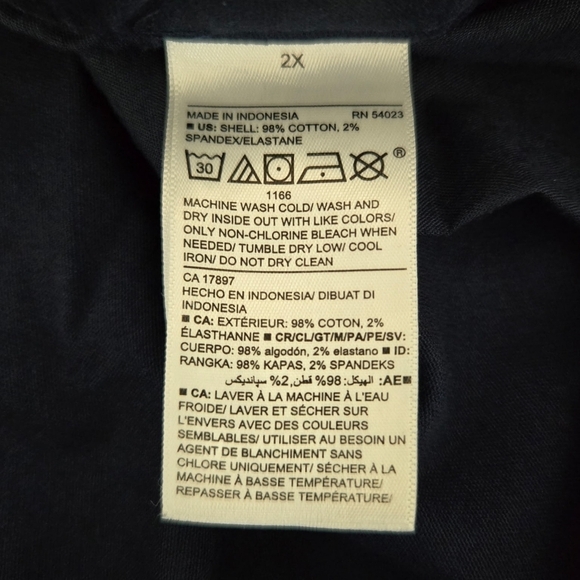 2X
MADE IN INDONESIA RN 54023
■ US: SHELL: 98% COTTON, 2%
SPANDEX/ELASTANE
30 ®
1166
MACHINE WASH COLD/ WASH AND
DRY INSIDE OUT WITH LIKE COLORS/
ONLY NON-CHLORINE BLEACH WHEN
NEEDED/ TUMBLE DRY LOW/ COOL
IRON/ DO NOT DRY CLEAN
CA 17897
HECHO EN INDONESIA/ DIBUAT DI
INDONESIA
■ CA: EXTÉRIEUR: 98% COTON, 2%
ÉLASTHANNE ■ CR/CL/GT/M/PA/PE/SV:
CUERPO: 98% algodón, 2% elastano ■ ID:
RANGKA: 98% KAPAS, 2% SPANDEKS
■AE: الهيكل: 98% قطن, 2% سپانديكس
■ CA: LAVER À LA MACHINE À L'EAU
FROIDE/ LAVER ET SÉCHER SUR
L'ENVERS AVEC DES COULEURS
SEMBLABLES/ UTILISER AU BESOIN UN
AGENT DE BLANCHIMENT SANS
CHLORE UNIQUEMENT/ SÉCHER À LA
MACHINE À BASSE TEMPÉRATURE/
REPASSER À BASSE TEMPÉRATURE/